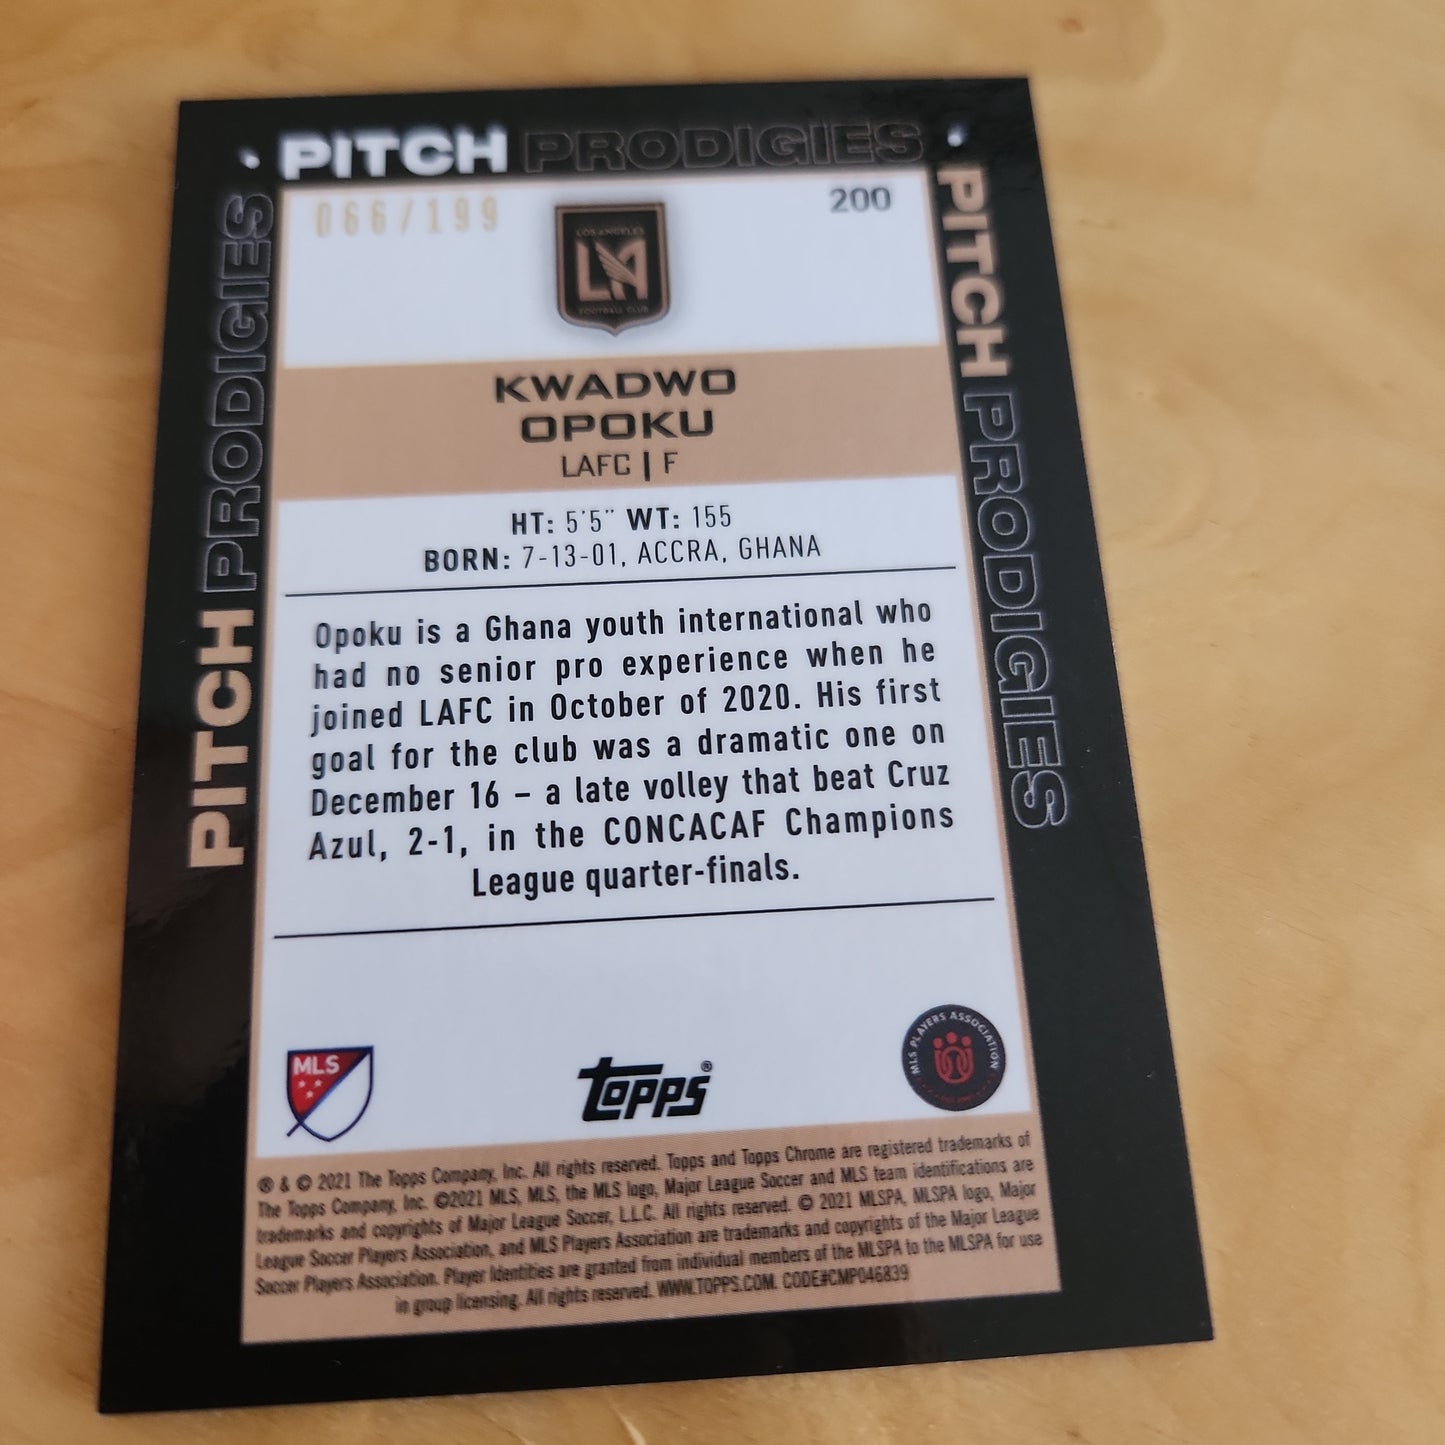 PITCH PRODIGIES
PITCH PRODIGIES
PITCH PRODIGIES
066/199
200
LOS ANGELES
LA
FOOTBALL CLUB
KWADWO
OPOKU
LAFC | F
HT: 5'5" WT: 155
BORN: 7-13-01, ACCRA, GHANA
Opoku is a Ghana youth international who
had no senior pro experience when he
joined LAFC in October of 2020. His first
goal for the club was a dramatic one on
December 16 – a late volley that beat Cruz
Azul, 2-1, in the CONCACAF Champions
League quarter-finals.
MLS
topps®
MLS PLAYERS ASSOCIATION
® & © 2021 The Topps Company, Inc. All rights reserved. Topps and Topps Chrome are registered trademarks of
The Topps Company, Inc. ©2021 MLS, MLS, the MLS logo, Major League Soccer and MLS team identifications are
trademarks and copyrights of Major League Soccer, L.L.C. All rights reserved. © 2021 MLSPA, MLSPA logo, Major
League Soccer Players Association, and MLS Players Association are trademarks and copyrights of the Major League
Soccer Players Association. Player Identities are granted from individual members of the MLSPA to the MLSPA for use
in group licensing. All rights reserved. WWW.TOPPS.COM. CODE#CMP046839